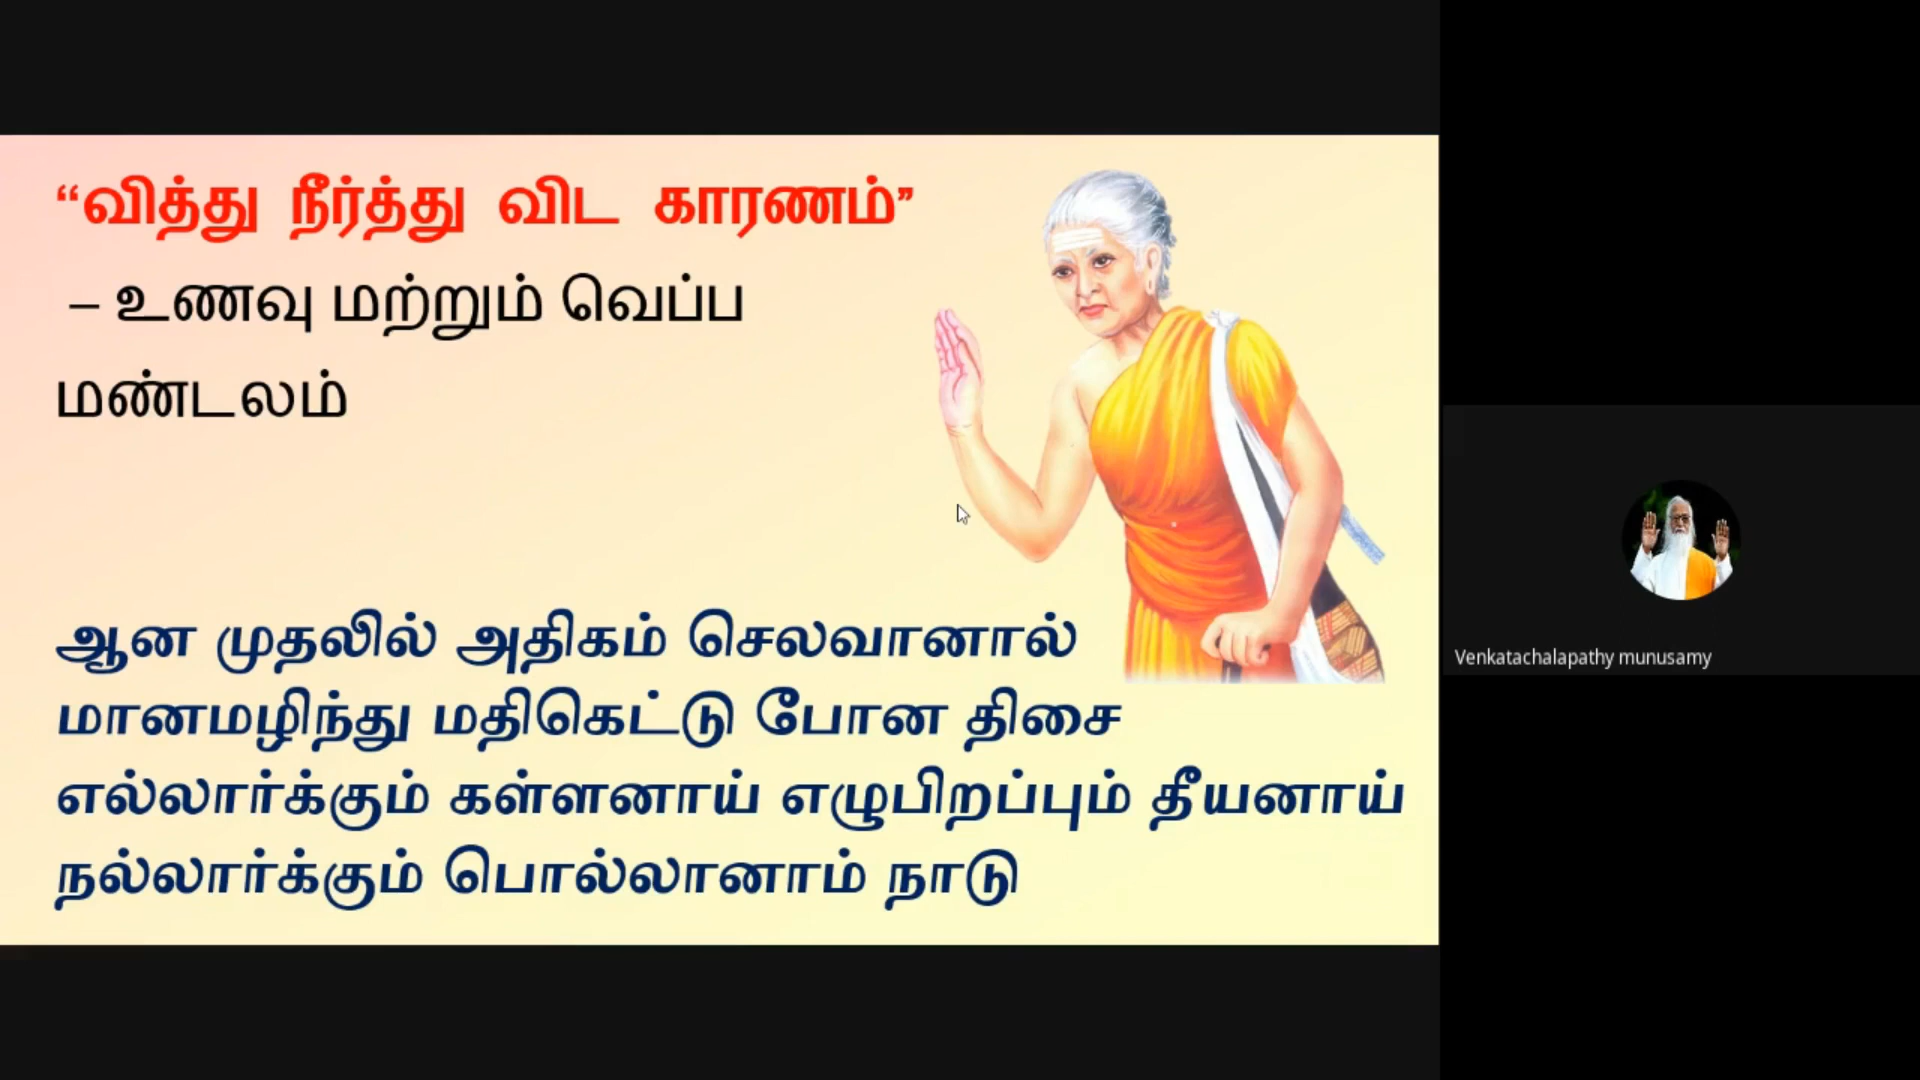 “வித்து நீர்த்து விட காரணம்”
– உணவு மற்றும் வெப்ப
மண்டலம்
ஆன முதலில் அதிகம் செலவானால்
மானமழிந்து மதிகெட்டு போன திசை
எல்லார்க்கும் கள்ளனாய் எழுபிறப்பும் தீயனாய்
நல்லார்க்கும் பொல்லானாம் நாடு
Venkatachalapathy munusamy